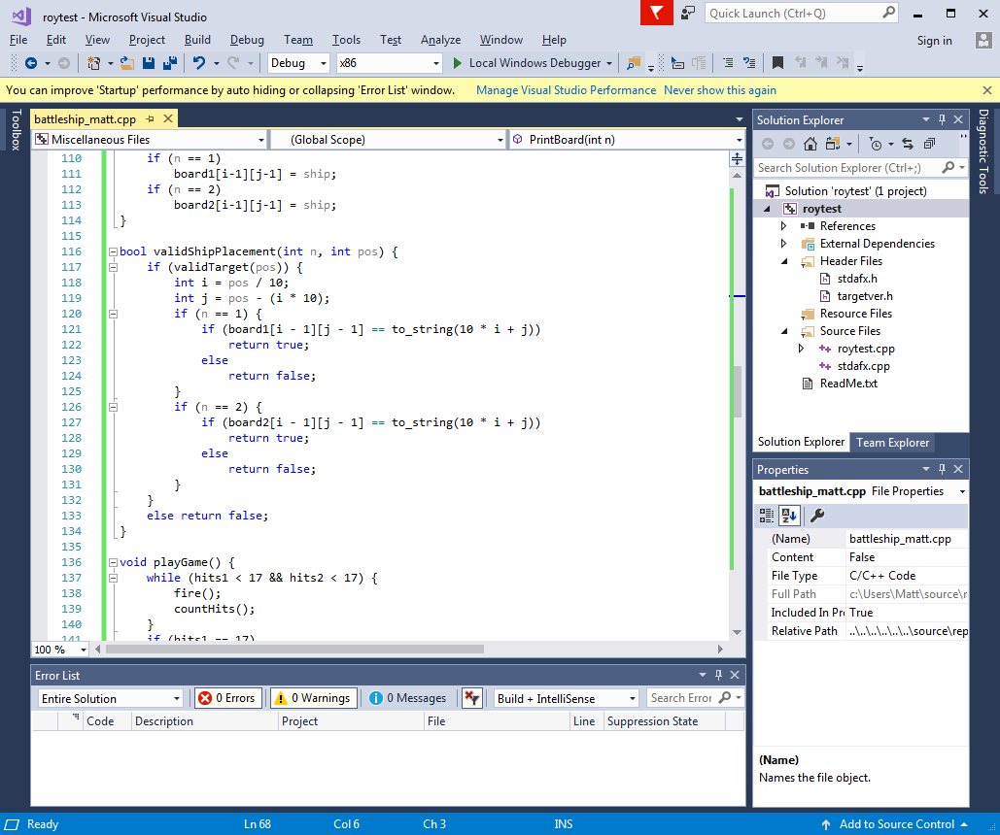 roytest - Microsoft Visual Studio
Quick Launch (Ctrl+Q)
File Edit View Project Build Debug Team Tools Test Analyze Window Help
Sign in
Debug x86 Local Windows Debugger
You can improve 'Startup' performance by auto hiding or collapsing 'Error List' window. Manage Visual Studio Performance Never show this again
Toolbox
battleship_matt.cpp
Miscellaneous Files (Global Scope) PrintBoard(int n)
110 if (n == 1)
111 board1[i-1][j-1] = ship;
112 if (n == 2)
113 board2[i-1][j-1] = ship;
114 }
115
116 bool validShipPlacement(int n, int pos) {
117 if (validTarget(pos)) {
118 int i = pos / 10;
119 int j = pos - (i * 10);
120 if (n == 1) {
121 if (board1[i - 1][j - 1] == to_string(10 * i + j))
122 return true;
123 else
124 return false;
125 }
126 if (n == 2) {
127 if (board2[i - 1][j - 1] == to_string(10 * i + j))
128 return true;
129 else
130 return false;
131 }
132 }
133 else return false;
134 }
135
136 void playGame() {
137 while (hits1 < 17 && hits2 < 17) {
138 fire();
139 countHits();
140 }
141 if (hits1 == 17)
100 %
Error List
Entire Solution 0 Errors 0 Warnings 0 Messages Build + IntelliSense Search Error
Code Description Project File Line Suppression State
Solution Explorer
Search Solution Explorer (Ctrl+;)
Solution 'roytest' (1 project)
roytest
References
External Dependencies
Header Files
stdafx.h
targetver.h
Resource Files
Source Files
roytest.cpp
stdafx.cpp
ReadMe.txt
Solution Explorer Team Explorer
Properties
battleship_matt.cpp File Properties
(Name) battleship_matt.cpp
Content False
File Type C/C++ Code
Full Path c:\Users\Matt\source\r
Included In Pr True
Relative Path ..\..\..\..\..\..\source\rep
(Name)
Names the file object.
Diagnostic Tools
Ready Ln 68 Col 6 Ch 3 INS Add to Source Control